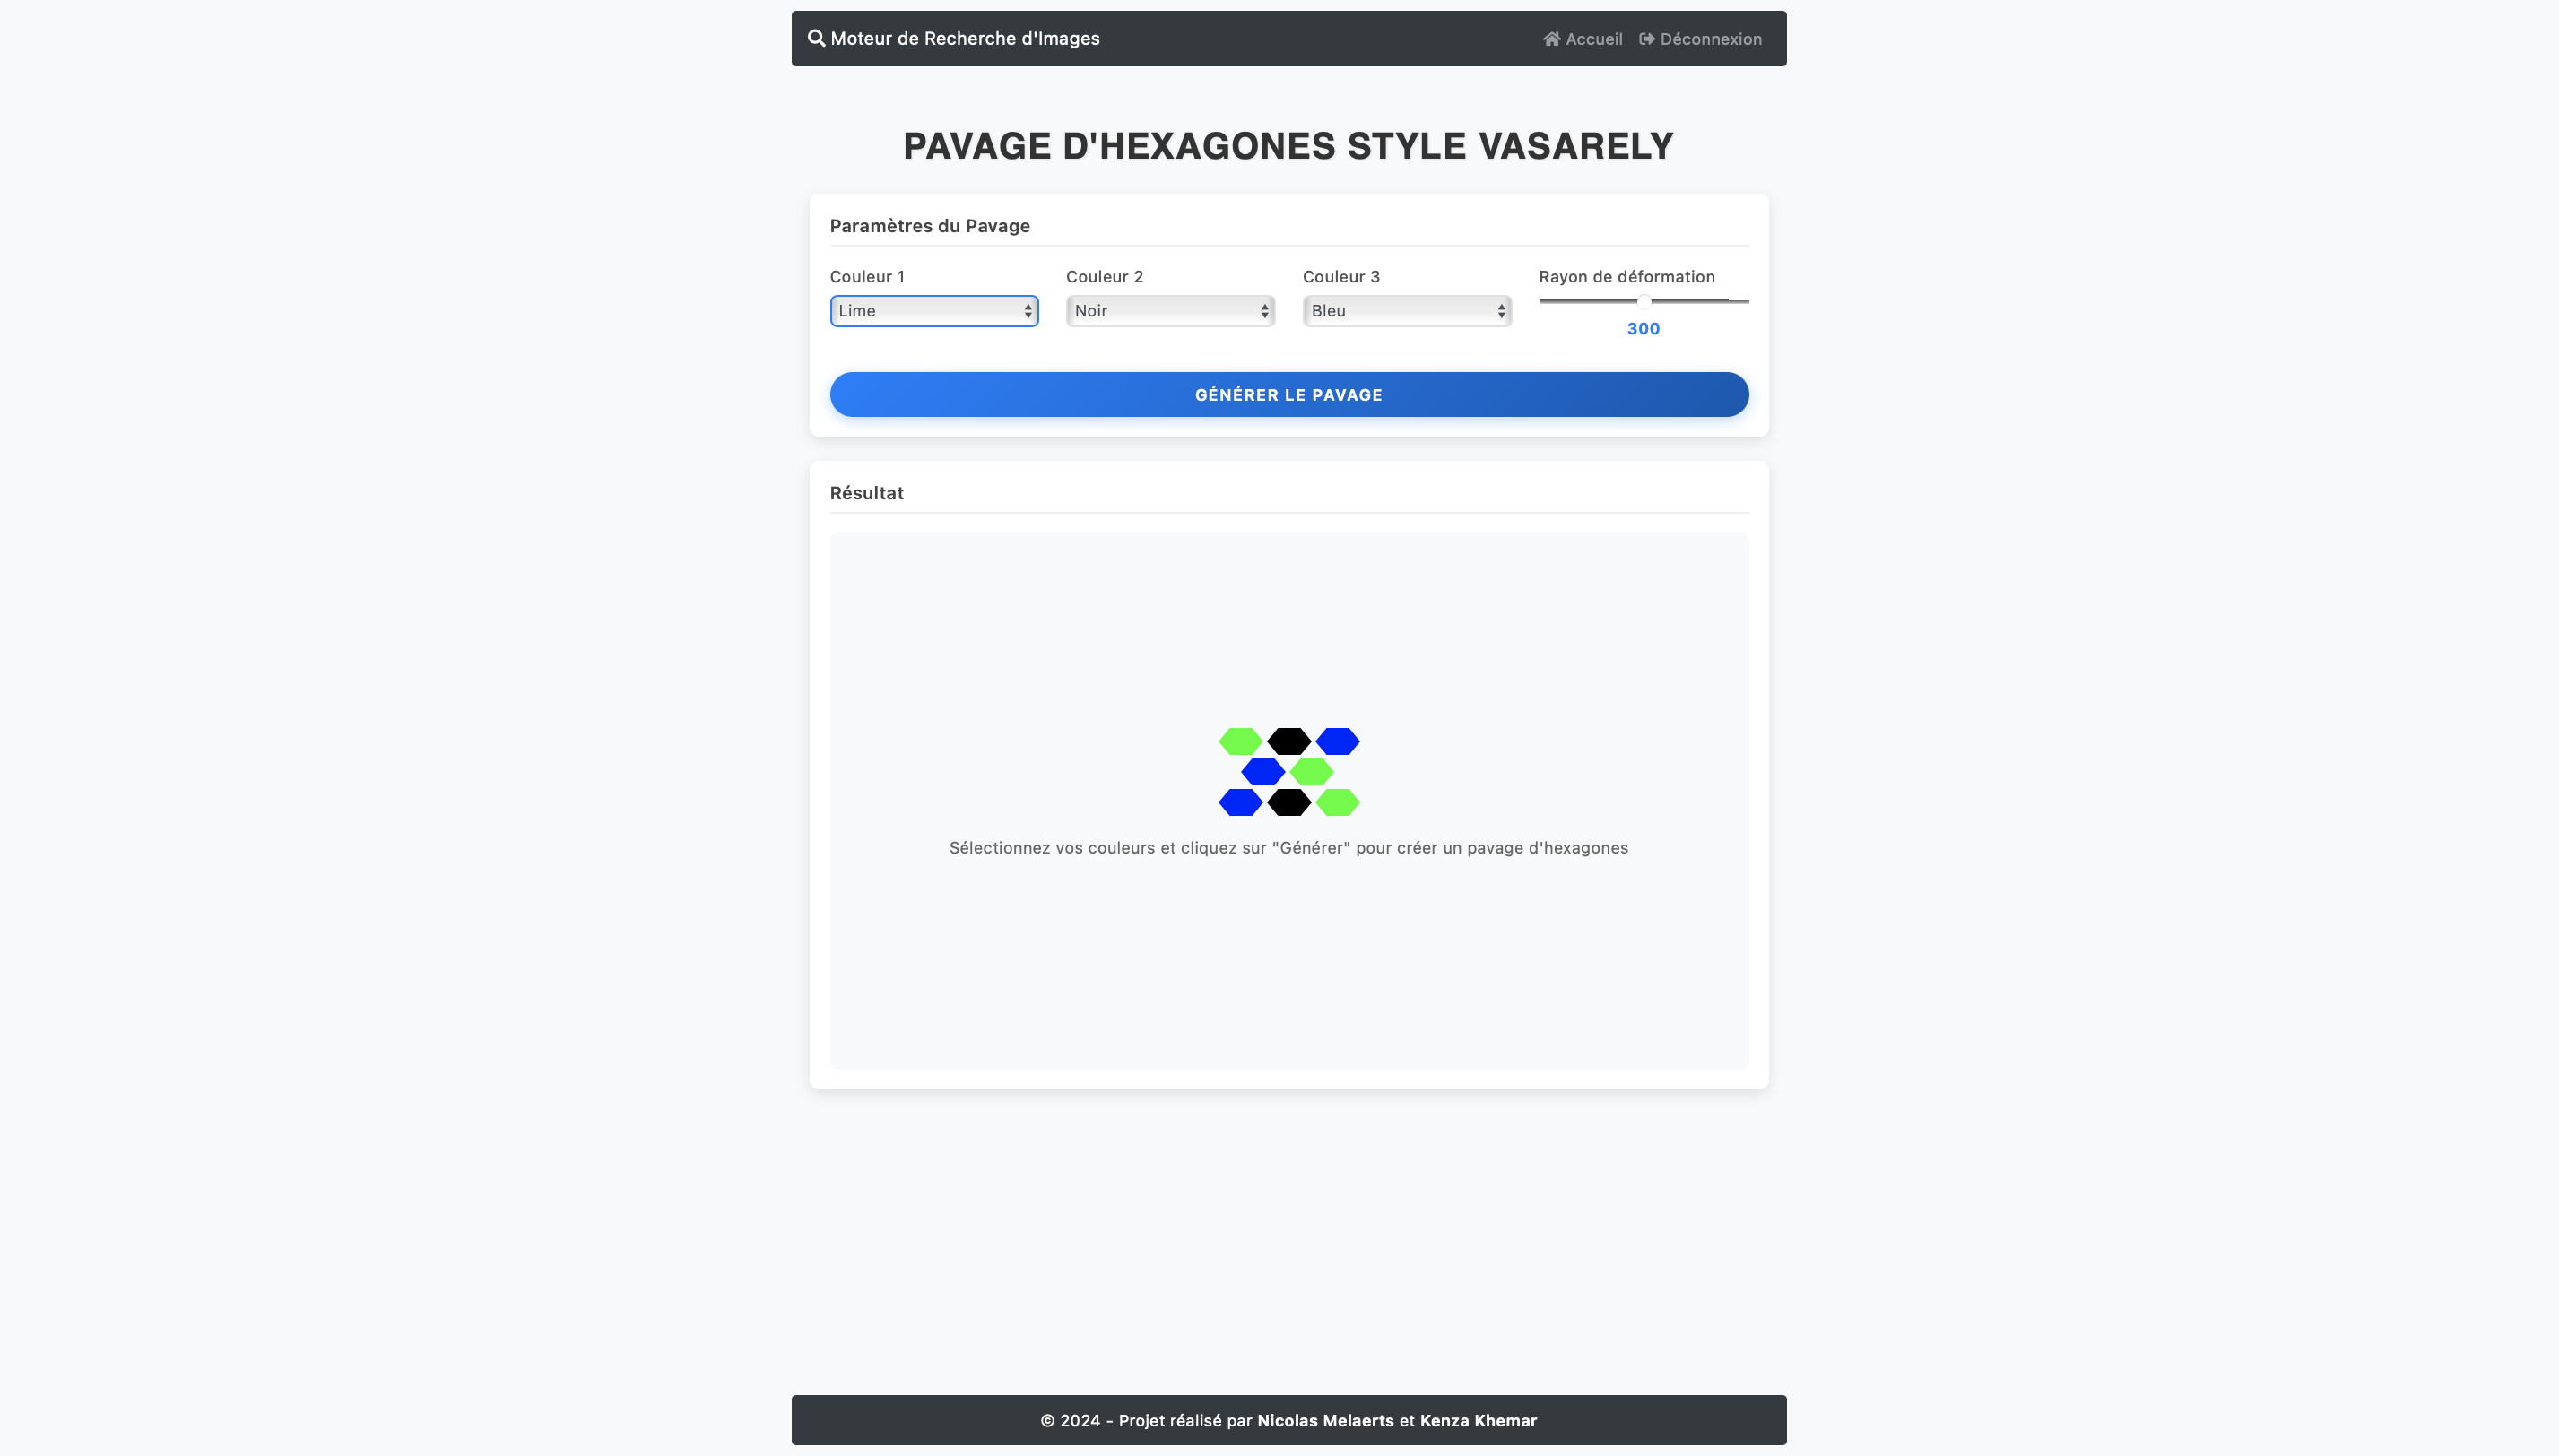 Moteur de Recherche d'Images
Accueil
Déconnexion
PAVAGE D'HEXAGONES STYLE VASARELY
Paramètres du Pavage
Couleur 1
Couleur 2
Couleur 3
Rayon de déformation
Lime
Noir
Bleu
300
GÉNÉRER LE PAVAGE
Résultat
Sélectionnez vos couleurs et cliquez sur "Générer" pour créer un pavage d'hexagones
© 2024 - Projet réalisé par Nicolas Melaerts et Kenza Khemar